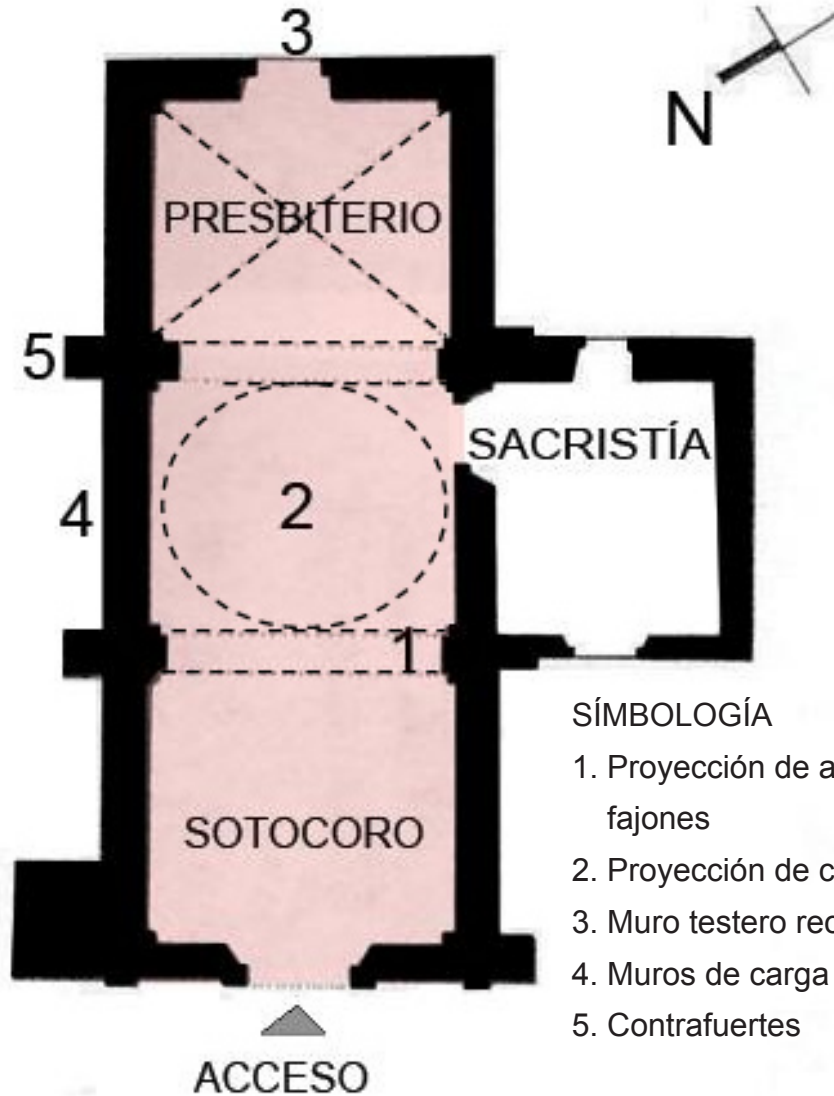 3
N
PRESBITERIO
5
SACRISTÍA
4
2
1
SÍMBOLOGÍA
1. Proyección de
fajones
2. Proyección de
SOTOCORO
3. Muro testero
4. Muros de carga
5. Contrafuertes
ACCESO